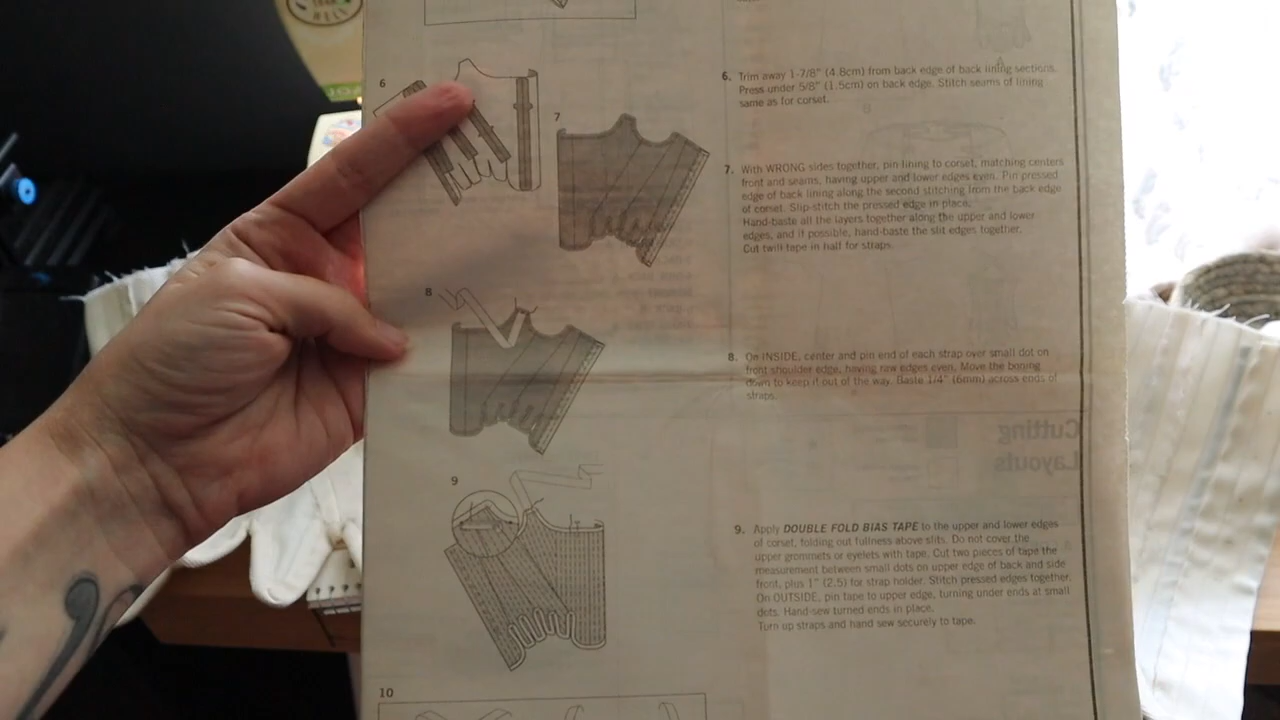 6
6. Trim away 1-7/8" (4.8cm) from back edge of back lining sections.
Press under 5/8" (1.5cm) on back edge. Stitch seams of lining
same as for corset.
7
7. With WRONG sides together, pin lining to corset, matching centers
front and seams, having upper and lower edges even. Pin pressed
edge of back lining along the second stitching from the back edge
of corset. Slip-stitch the pressed edge in place.
Hand-baste all the layers together along the upper and lower
edges, and if possible, hand-baste the slit edges together.
Cut twill tape in half for straps.
8
8. On INSIDE, center and pin end of each strap over small dot on
front shoulder edge, having raw edges even. Move the boning
down to keep it out of the way. Baste 1/4" (6mm) across ends of
straps.
Cutting
Layouts
9
9. Apply DOUBLE FOLD BIAS TAPE to the upper and lower edges
of corset, folding out fullness above slits. Do not cover the
upper grommets or eyelets with tape. Cut two pieces of tape the
measurement between small dots on upper edge of back and side
front, plus 1" (2.5) for strap holder. Stitch pressed edges together.
On OUTSIDE, pin tape to upper edge, turning under ends at small
dots. Hand-sew turned ends in place.
Turn up straps and hand sew securely to tape.
10